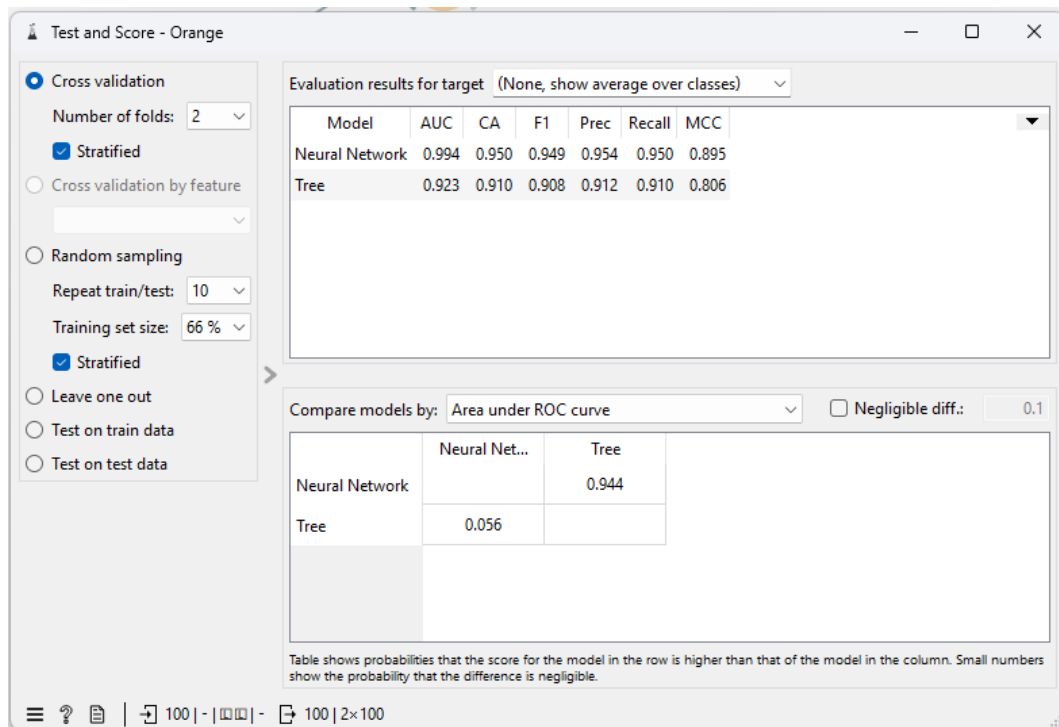 Test and Score - Orange
Cross validation
Number of folds: 2
Stratified
Cross validation by feature
Random sampling
Repeat train/test: 10
Training set size: 66 %
Stratified
Leave one out
Test on train data
Test on test data
Evaluation results for target (None, show average over classes)
Model AUC CA F1 Prec Recall MCC
Neural Network 0.994 0.950 0.949 0.954 0.950 0.895
Tree 0.923 0.910 0.908 0.912 0.910 0.806
Compare models by: Area under ROC curve Negligible diff.: 0.1
Neural Net... Tree
Neural Network 0.944
Tree 0.056
Table shows probabilities that the score for the model in the row is higher than that of the model in the column. Small numbers
show the probability that the difference is negligible.
100 | - | - 100 | 2×100